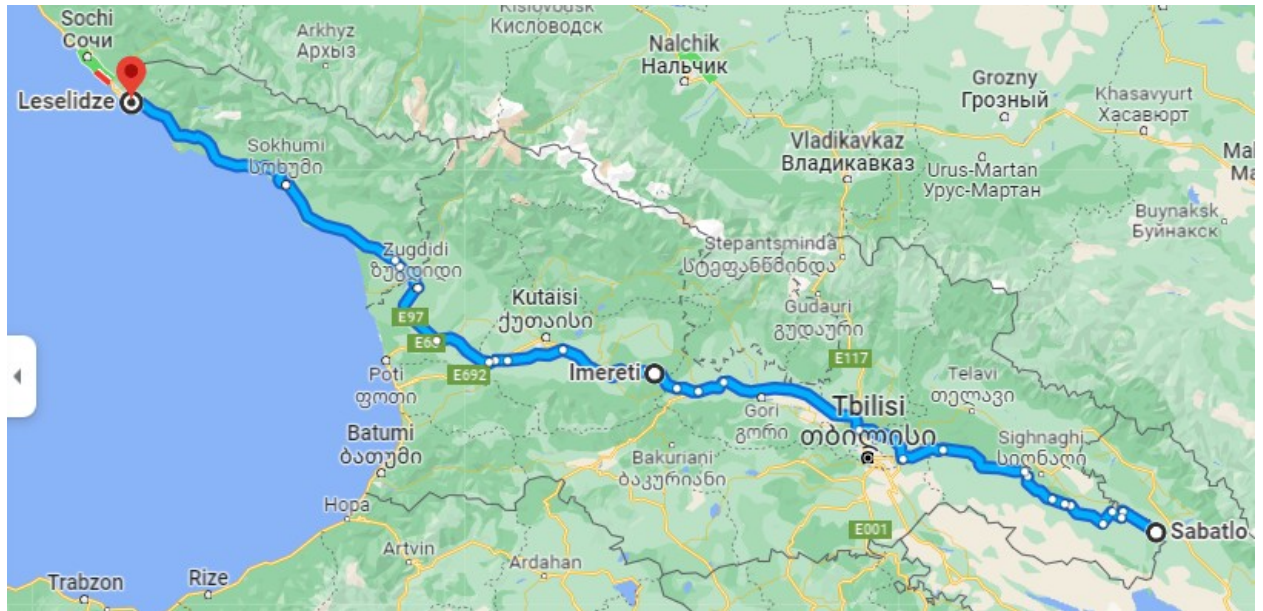 Sochi
Сочи
Arkhyz
Архыз
Кисловодск
Nalchik
Нальчик
Grozny
Грозный
Khasavyurt
Хасавюрт
Leselidze
Sokhumi
სოხუმი
Vladikavkaz
Владикавказ
Urus-Martan
Урус-Мартан
Buynaksk
Буйнакск
Zugdidi
ზუგდიდი
Stepantsminda
სტეფანწმინდა
Kutaisi
ქუთაისი
Gudauri
გუდაური
E97
E692
Imereti
E117
Poti
ფოთი
Gori
გორი
Tbilisi
თბილისი
Telavi
თელავი
Batumi
ბათუმი
Bakuriani
ბაკურიანი
Sighnaghi
სიღნაღი
Hopa
Sabatlo
E001
Artvin
Ardahan
Trabzon
Rize